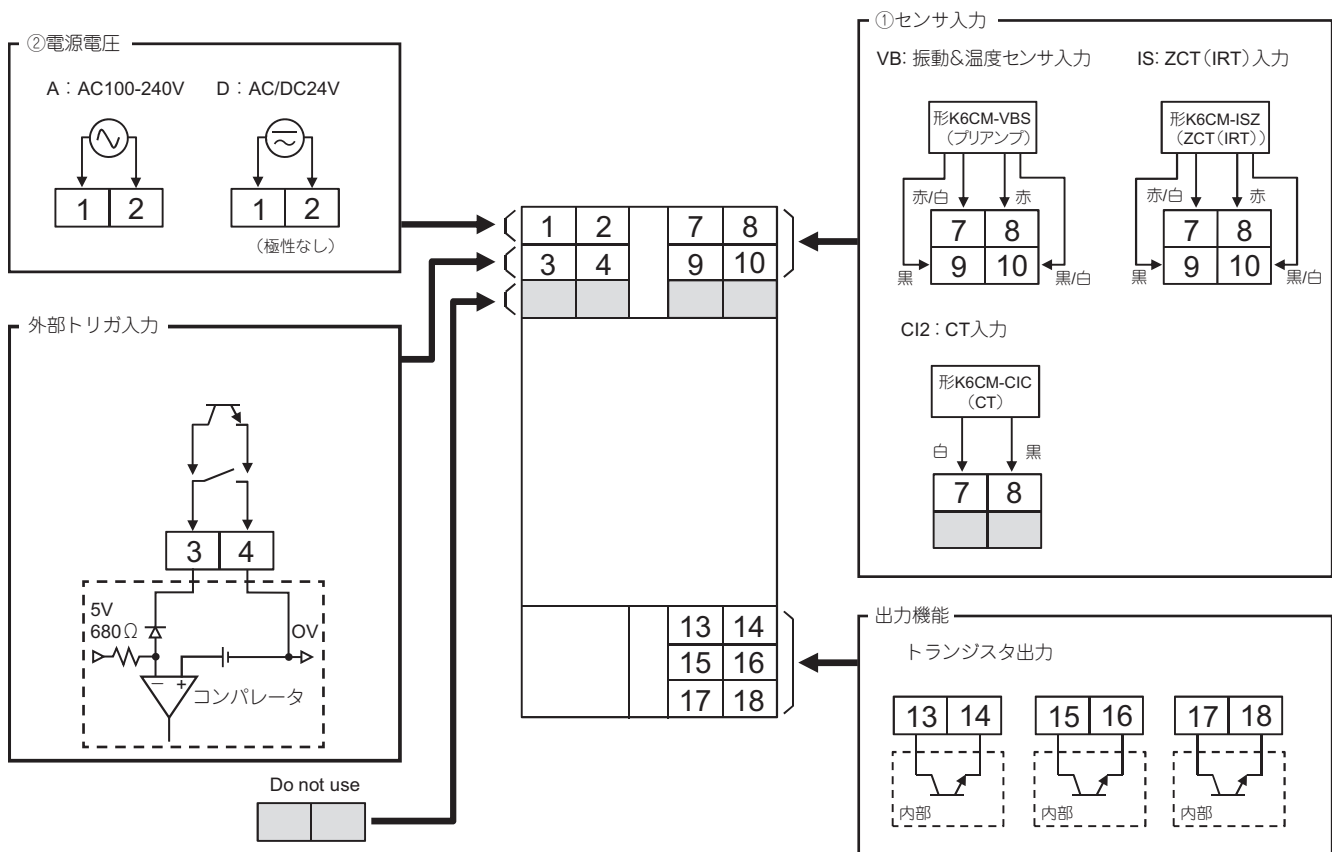 ②電源電圧
A：AC100-240V D：AC/DC24V
1 2
1 2
（極性なし）
外部トリガ入力
3 4
5V
680Ω
OV
− +
コンパレータ
Do not use
1 2 7 8
3 4 9 10
13 14
15 16
17 18
①センサ入力
VB: 振動&温度センサ入力 IS: ZCT（IRT）入力
形K6CM-VBS
（プリアンプ）
赤/白 赤
7 8
9 10
黒 黒/白
形K6CM-ISZ
（ZCT（IRT））
赤/白 赤
7 8
9 10
黒 黒/白
CI2：CT入力
形K6CM-CIC
（CT）
白 黒
7 8
出力機能
トランジスタ出力
13 14 15 16 17 18
内部 内部 内部